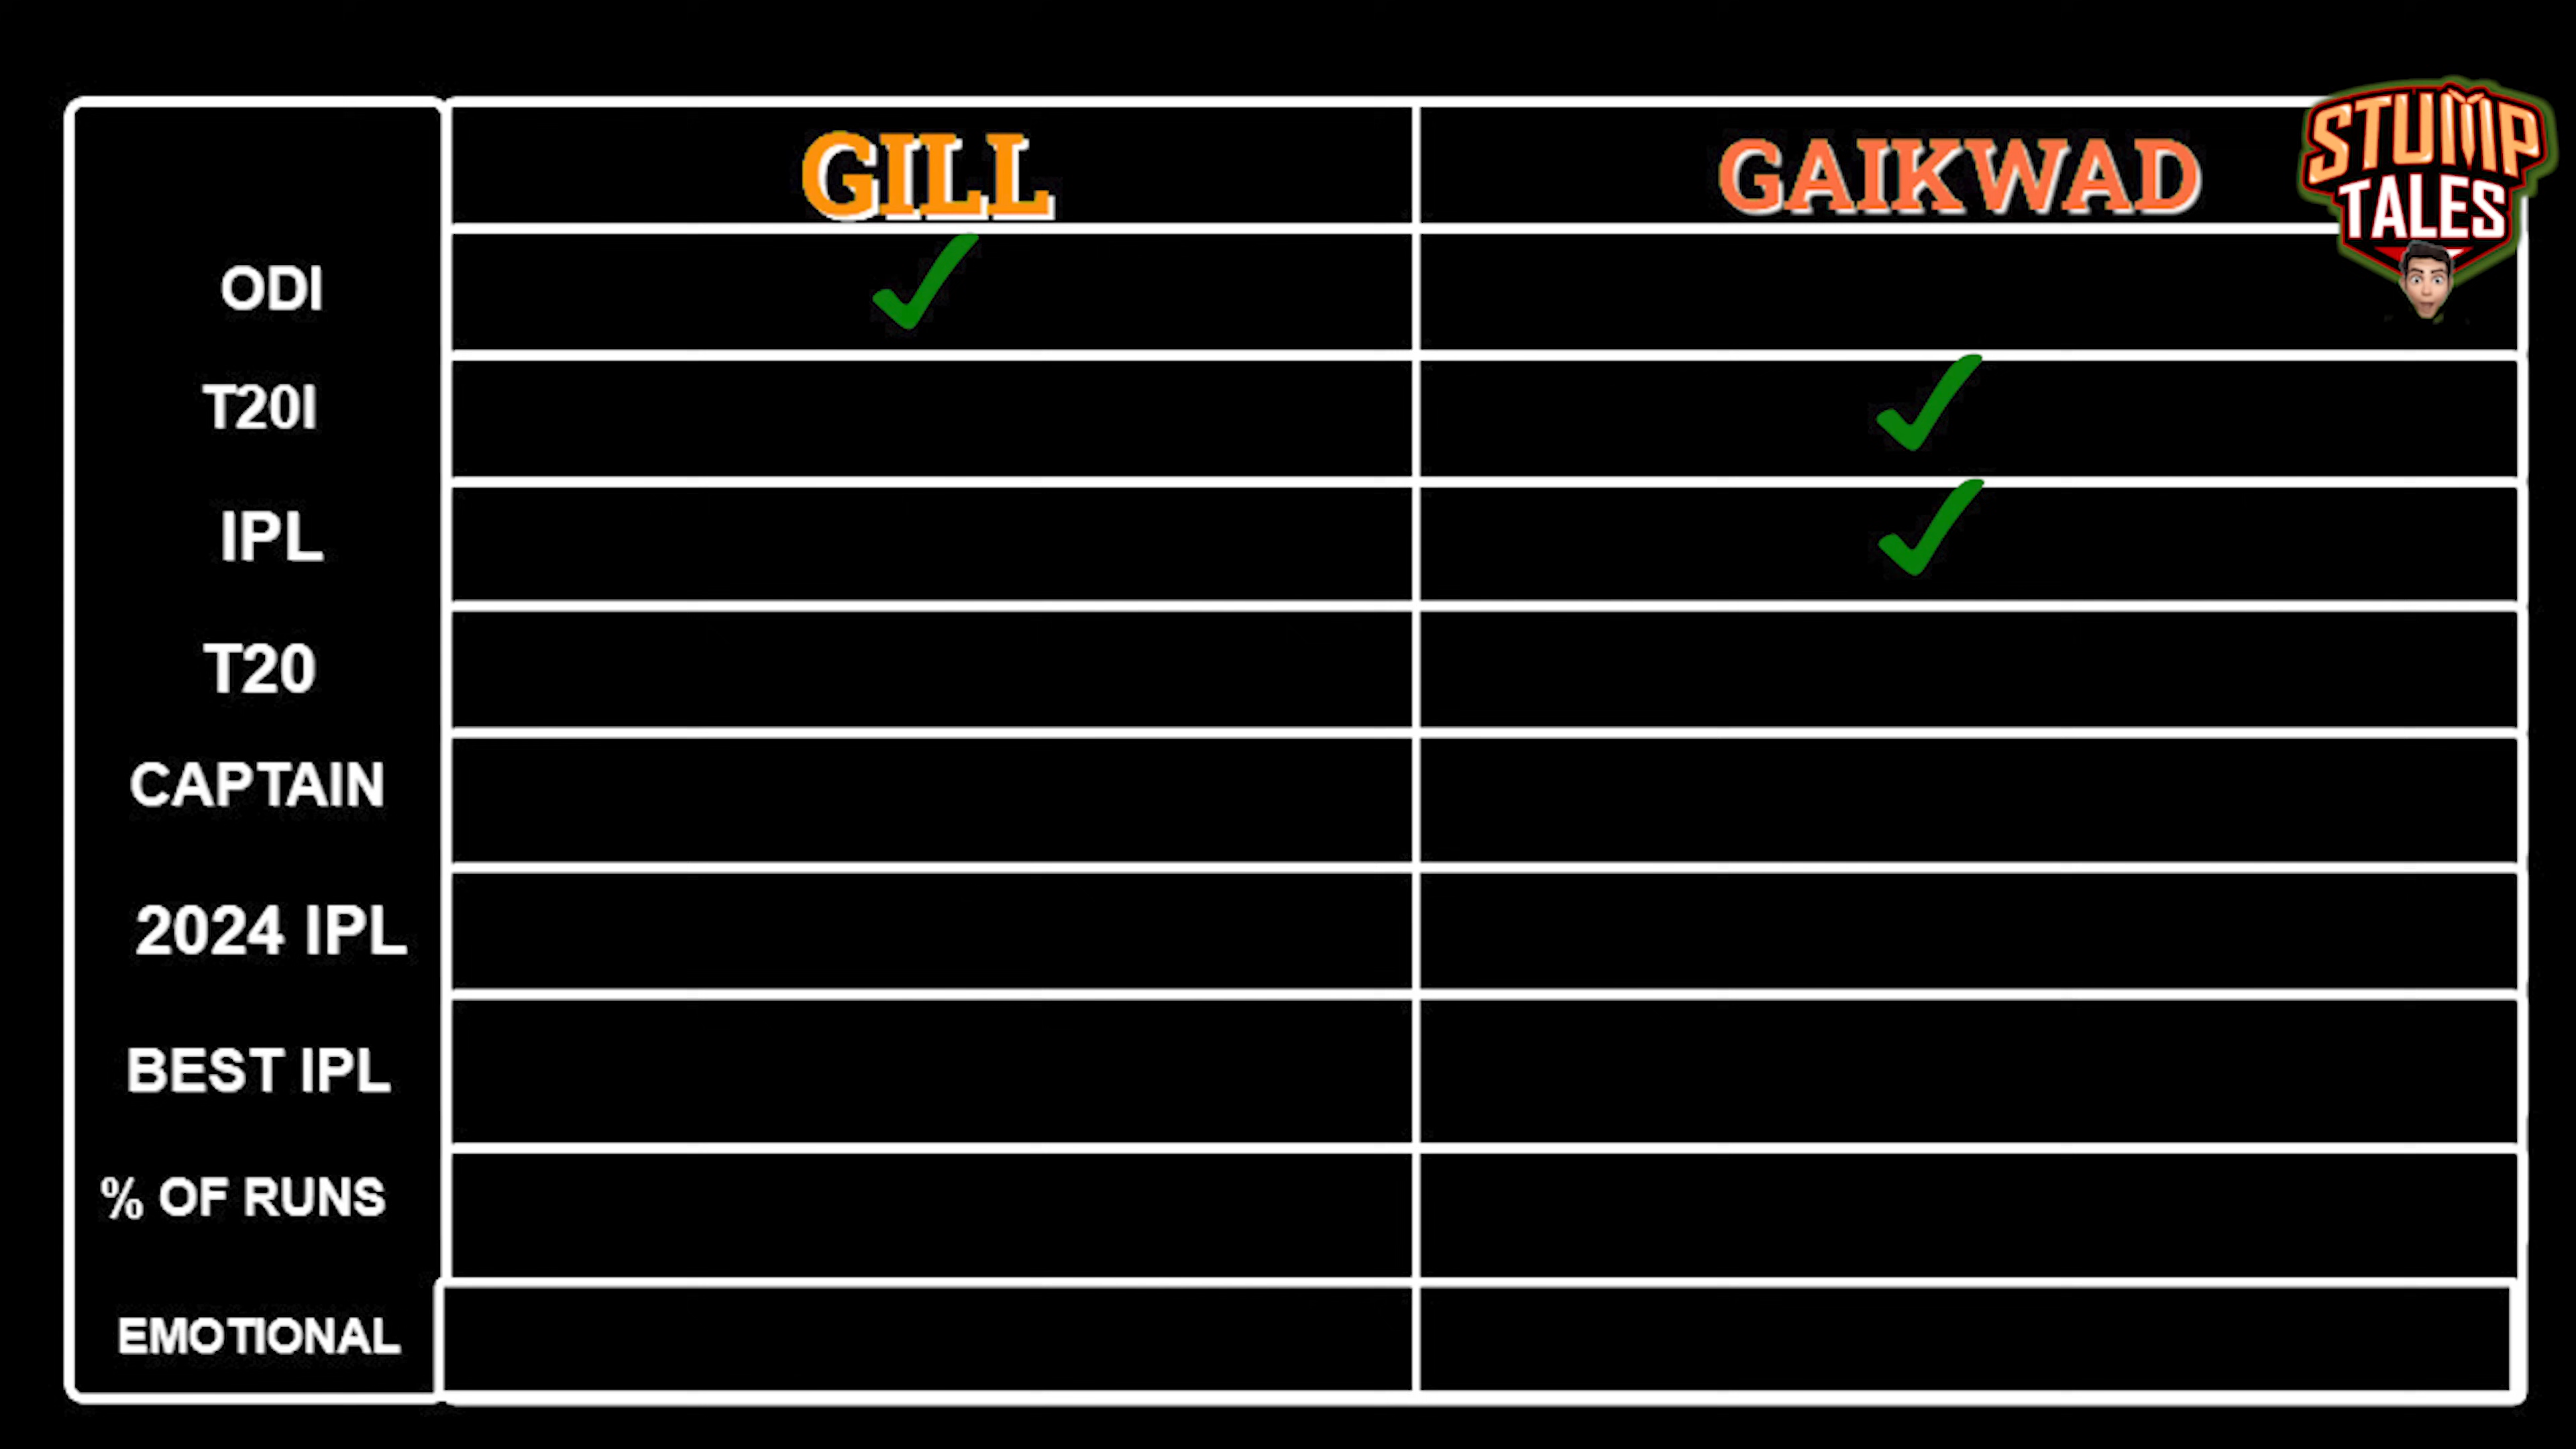 GILL
GAIKWAD
STUMP
TALES
ODI
T20I
IPL
T20
CAPTAIN
2024 IPL
BEST IPL
% OF RUNS
EMOTIONAL